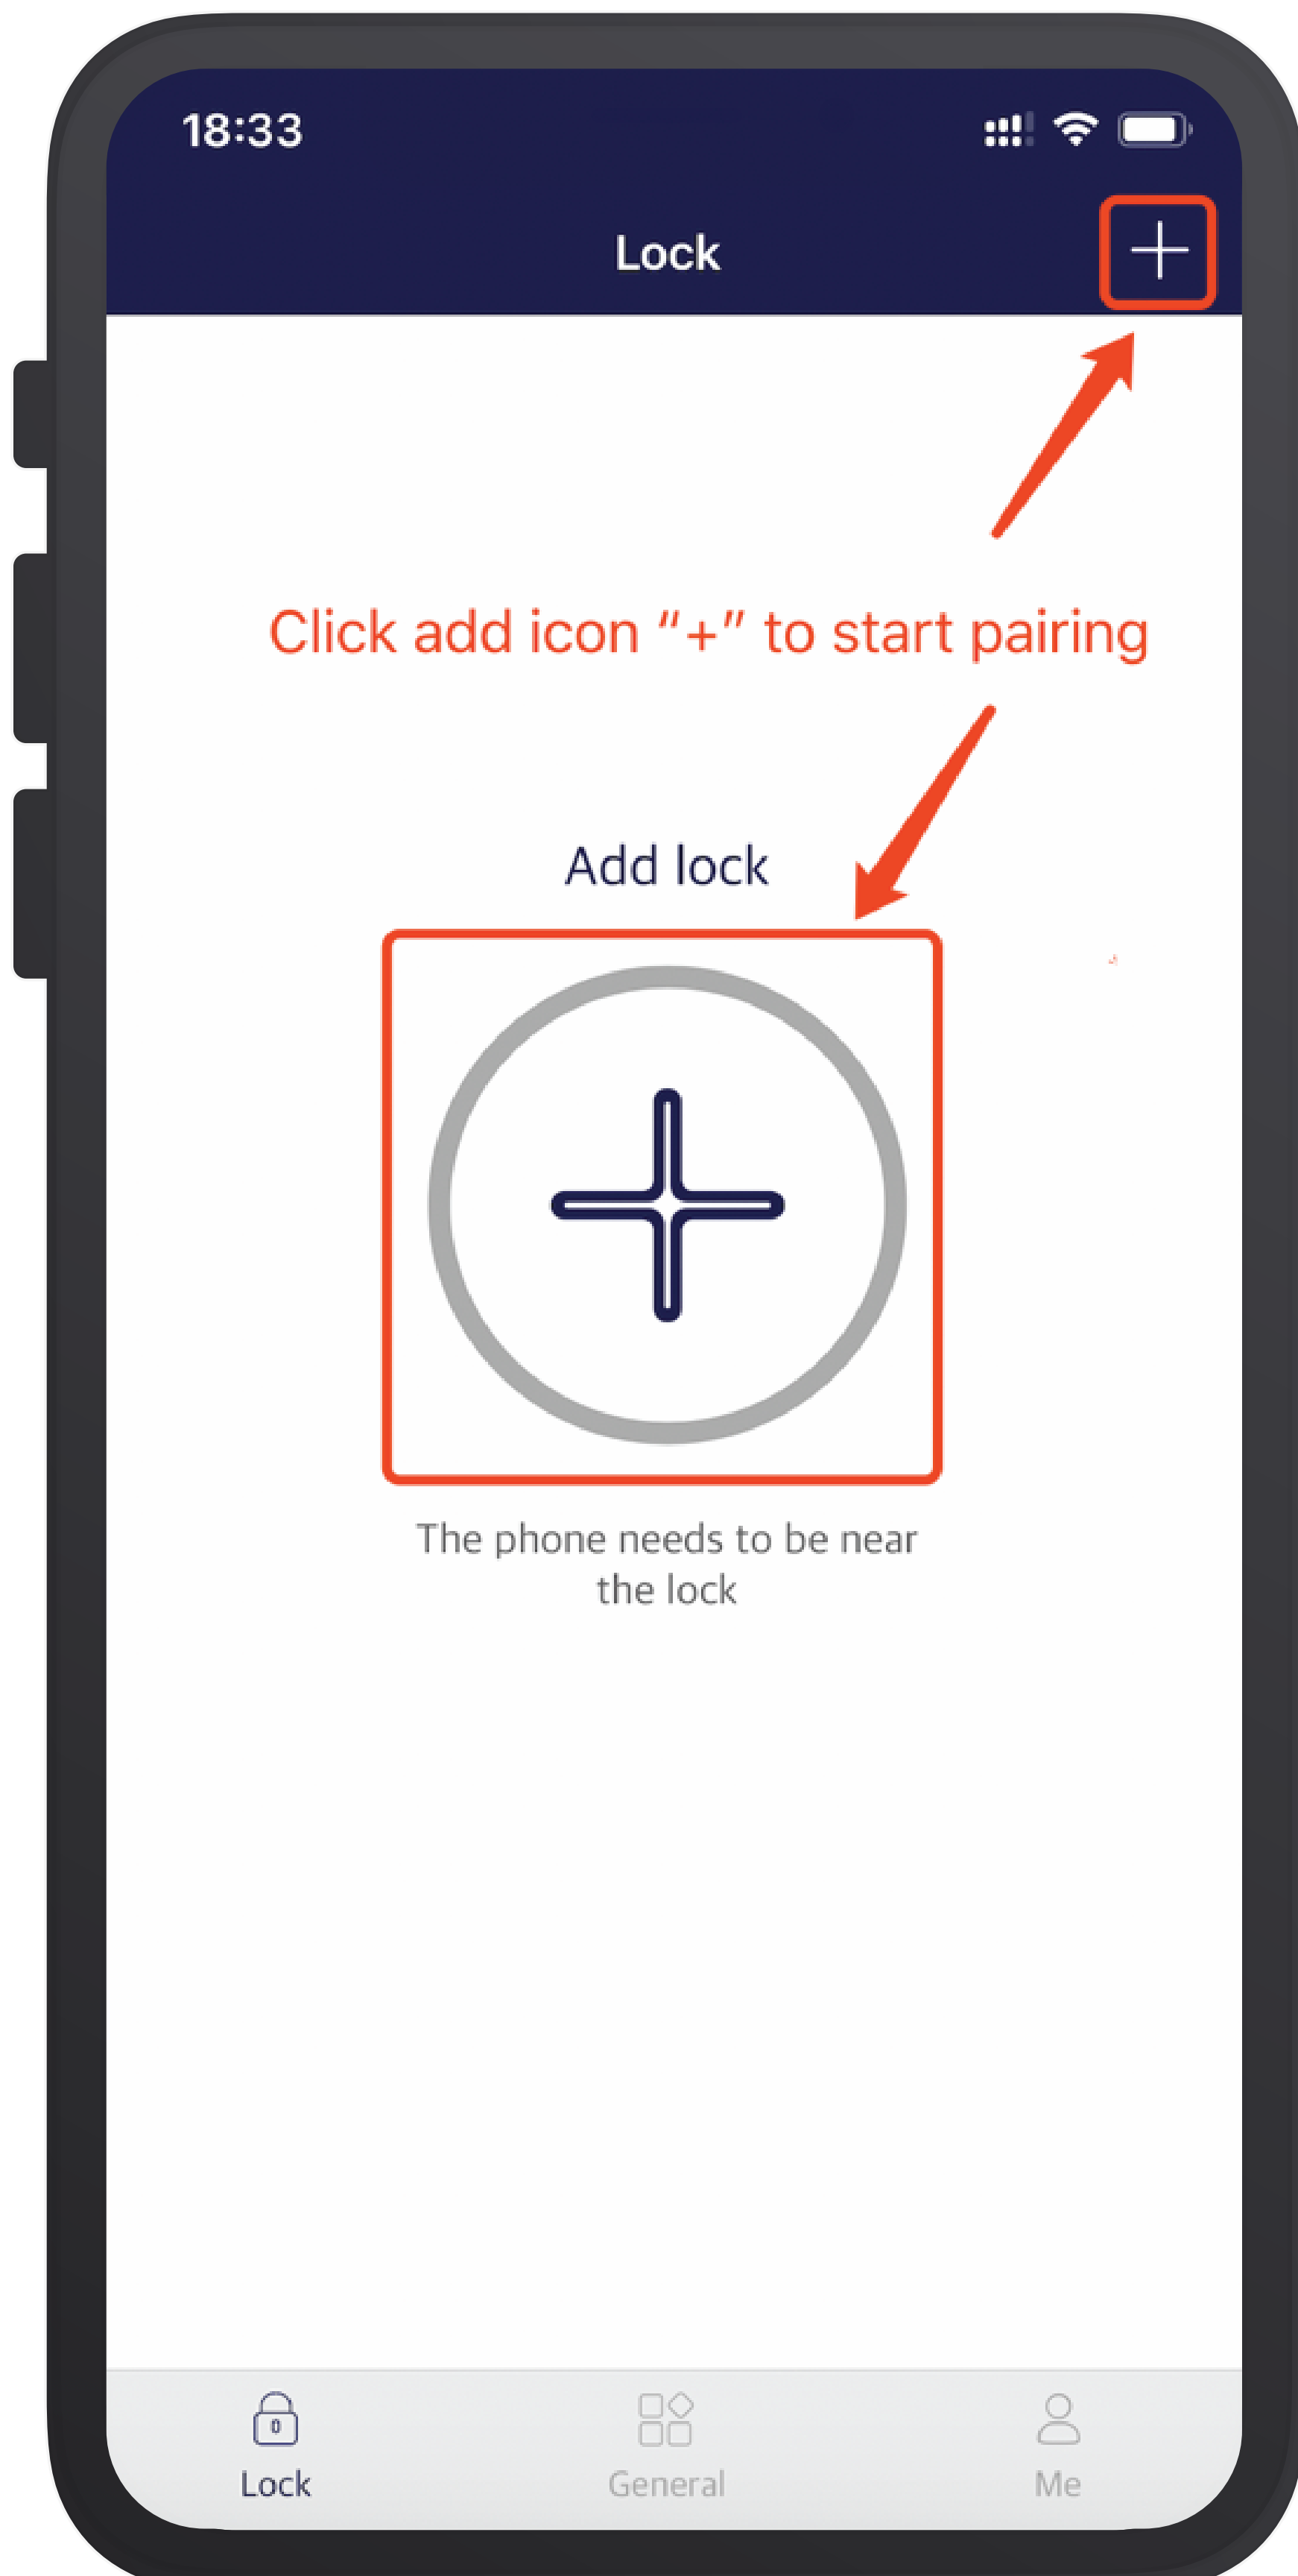 18:33
Lock
Click add icon “+” to start pairing
Add lock
The phone needs to be near
the lock
Lock
General
Me